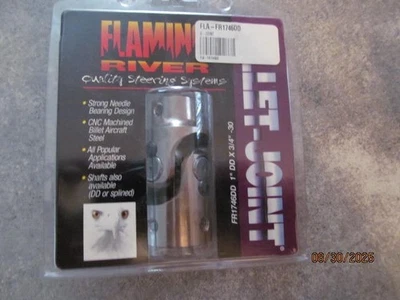 FLA-FR1746DD
FLAMING
RIVER
Quality Steering Systems
• Strong Needle
Bearing Design
• CNC Machined
Billet Aircraft
Steel
• All Popular
Applications
Available
• Shafts also
available
(DD or splined)
LLET-JOINT
FR1746DD 1" DD X 3/4"-30
09/30/2025